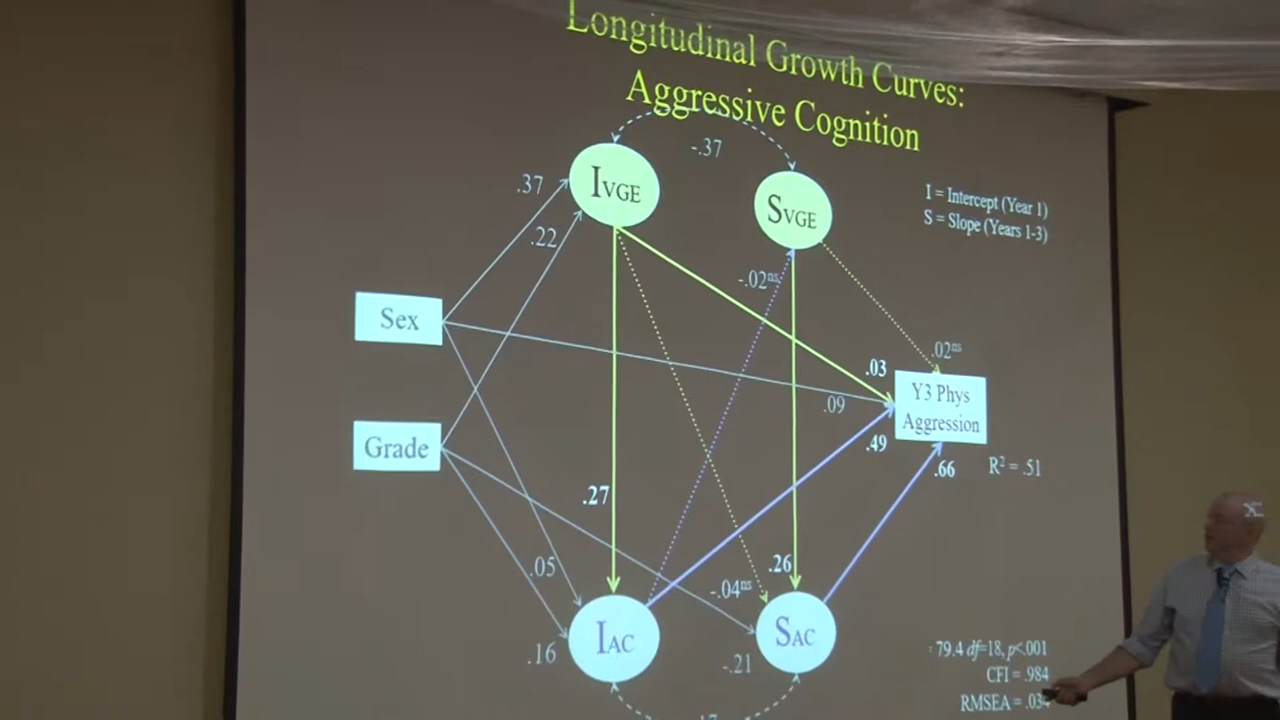 Longitudinal Growth Curves:
Aggressive Cognition
-.37
IVGE
SVGE
I = Intercept (Year 1)
S = Slope (Years 1-3)
.37
.22
-.02ns
Sex
.02ns
.03
Y3 Phys
Aggression
.09
.49
Grade
.66
R² = .51
.27
.05
-.04ns
.26
IAC
SAC
.16
-.21
79.4 df=18, p<.001
CFI = .984
RMSEA = .034